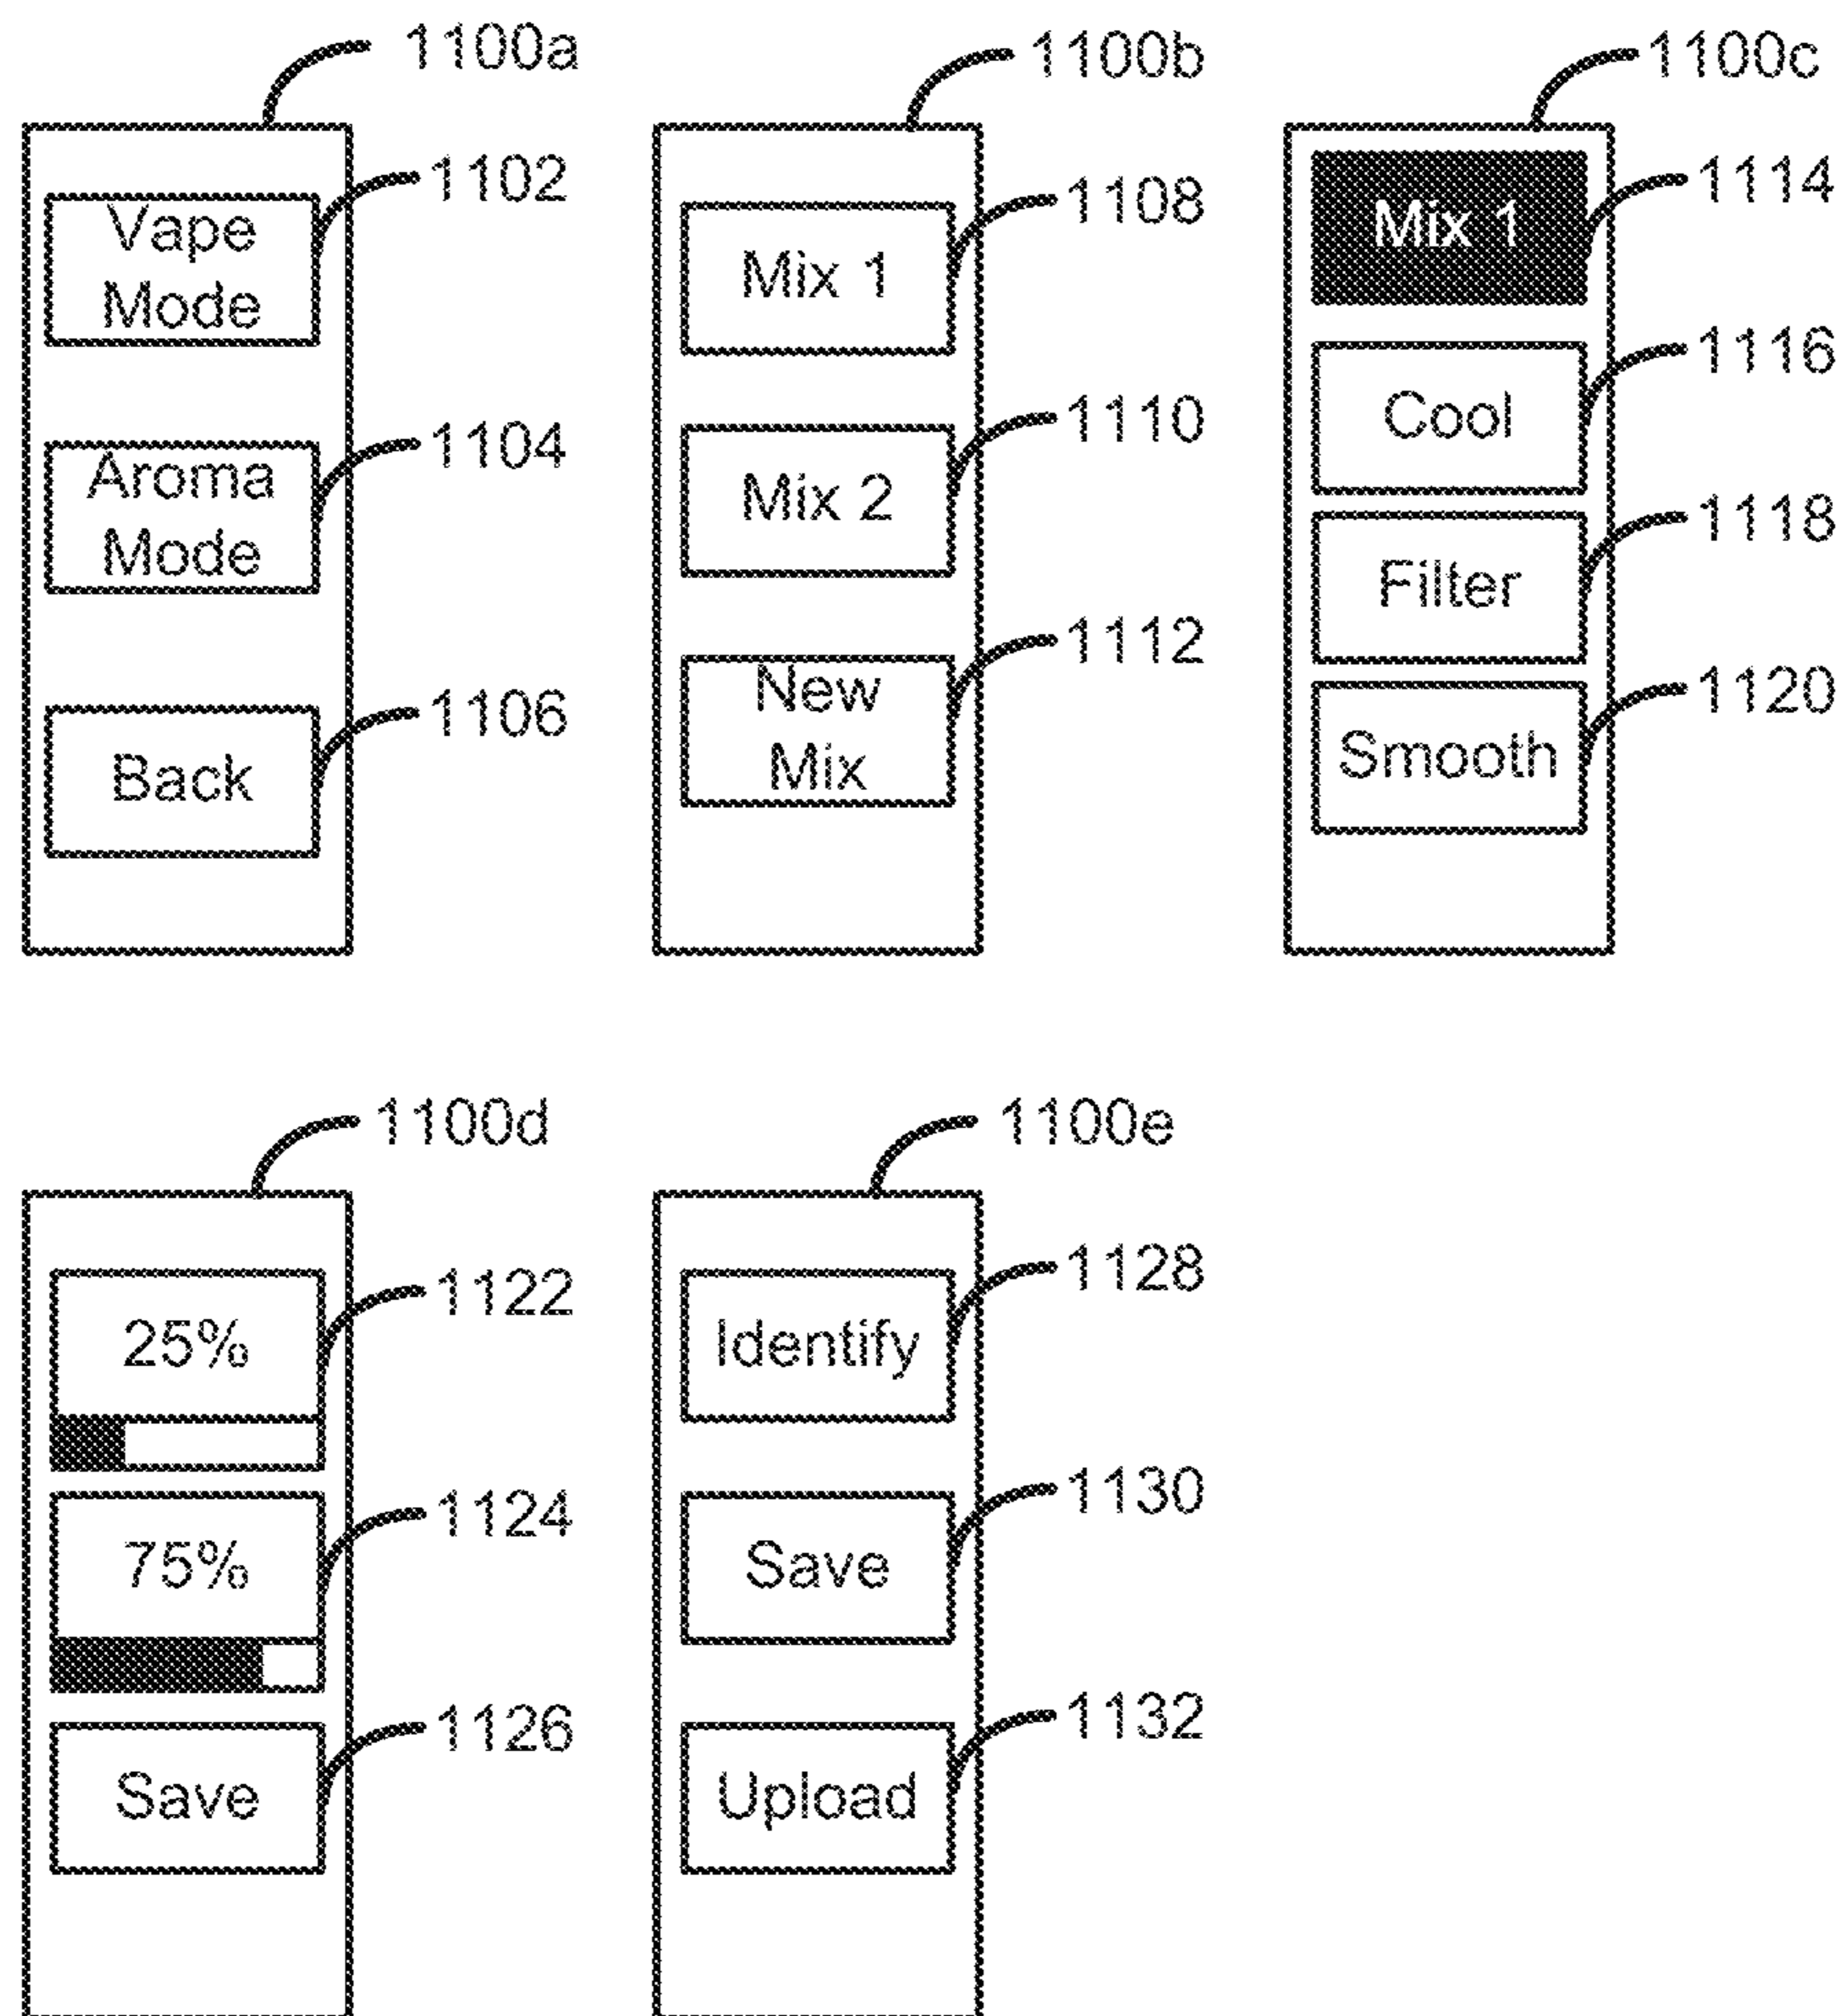 1100a
1102
Vape
Mode
1104
Aroma
Mode
1106
Back
1100b
1108
Mix 1
1110
Mix 2
1112
New
Mix
1100c
1114
Mix 1
1116
Cool
1118
Filter
1120
Smooth
1100d
1122
25%
1124
75%
1126
Save
1100e
1128
Identify
1130
Save
1132
Upload